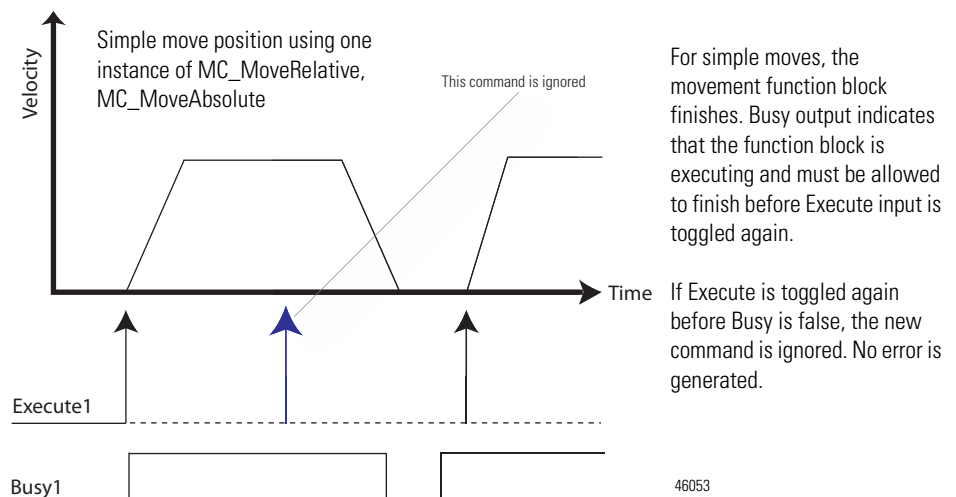 Velocity
Simple move position using one
instance of MC_MoveRelative,
MC_MoveAbsolute
This command is ignored
Time
Execute1
Busy1
For simple moves, the
movement function block
finishes. Busy output indicates
that the function block is
executing and must be allowed
to finish before Execute input is
toggled again.
If Execute is toggled again
before Busy is false, the new
command is ignored. No error is
generated.
46053